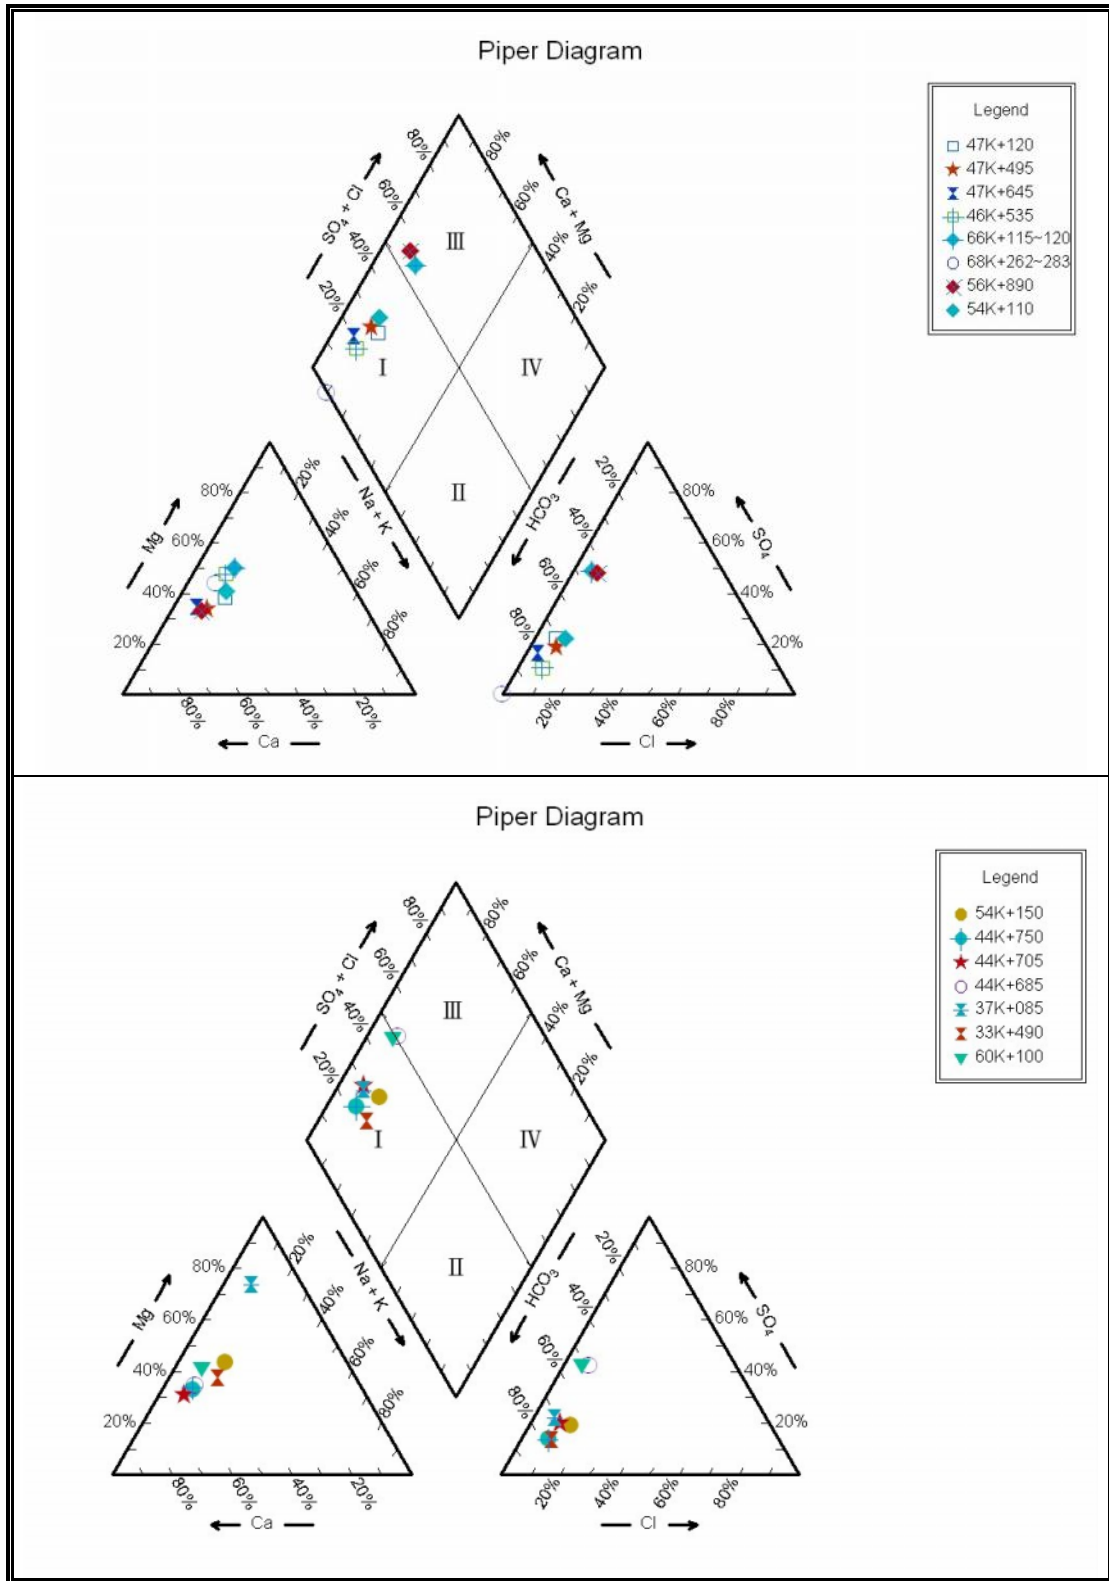 Piper Diagram
Legend
47K+120
47K+495
47K+645
46K+535
66K+115~120
68K+262~283
56K+890
54K+110
80%
80%
SO₄ + Cl
Ca + Mg
60%
60%
40%
40%
III
20%
20%
I
IV
II
Na + K
HCO₃
Mg
80%
60%
40%
20%
20%
40%
60%
80%
80%
60%
40%
20%
Ca
20%
40%
60%
80%
80%
60%
40%
20%
SO₄
20%
40%
60%
80%
Cl
Piper Diagram
Legend
54K+150
44K+750
44K+705
44K+685
37K+085
33K+490
60K+100
80%
80%
SO₄ + Cl
Ca + Mg
60%
60%
40%
40%
III
20%
20%
I
IV
II
Na + K
HCO₃
Mg
80%
60%
40%
20%
20%
40%
60%
80%
80%
60%
40%
20%
Ca
20%
40%
60%
80%
80%
60%
40%
20%
SO₄
20%
40%
60%
80%
Cl